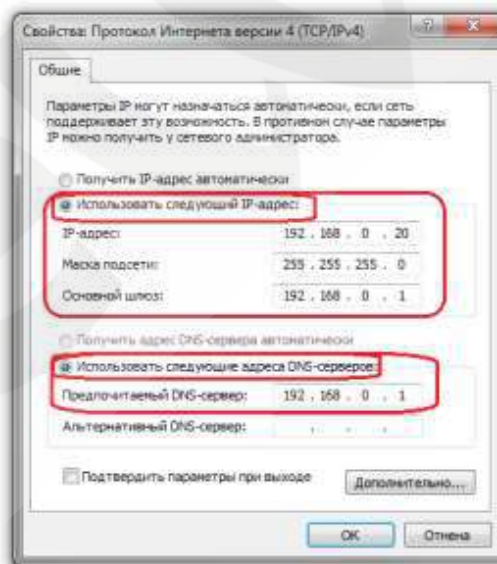 Свойства: Протокол Интернета версии 4 (TCP/IPv4)
Общие
Параметры IP могут назначаться автоматически, если сеть
поддерживает эту возможность. В противном случае параметры
IP можно получить у сетевого администратора.
Получить IP-адрес автоматически
Использовать следующий IP-адрес:
IP-адрес: 192 . 168 . 0 . 20
Маска подсети: 255 . 255 . 255 . 0
Основной шлюз: 192 . 168 . 0 . 1
Получить адрес DNS-сервера автоматически
Использовать следующие адреса DNS-серверов:
Предпочитаемый DNS-сервер: 192 . 168 . 0 . 1
Альтернативный DNS-сервер: . . .
Подтвердить параметры при выходе
Дополнительно...
ОК
Отмена